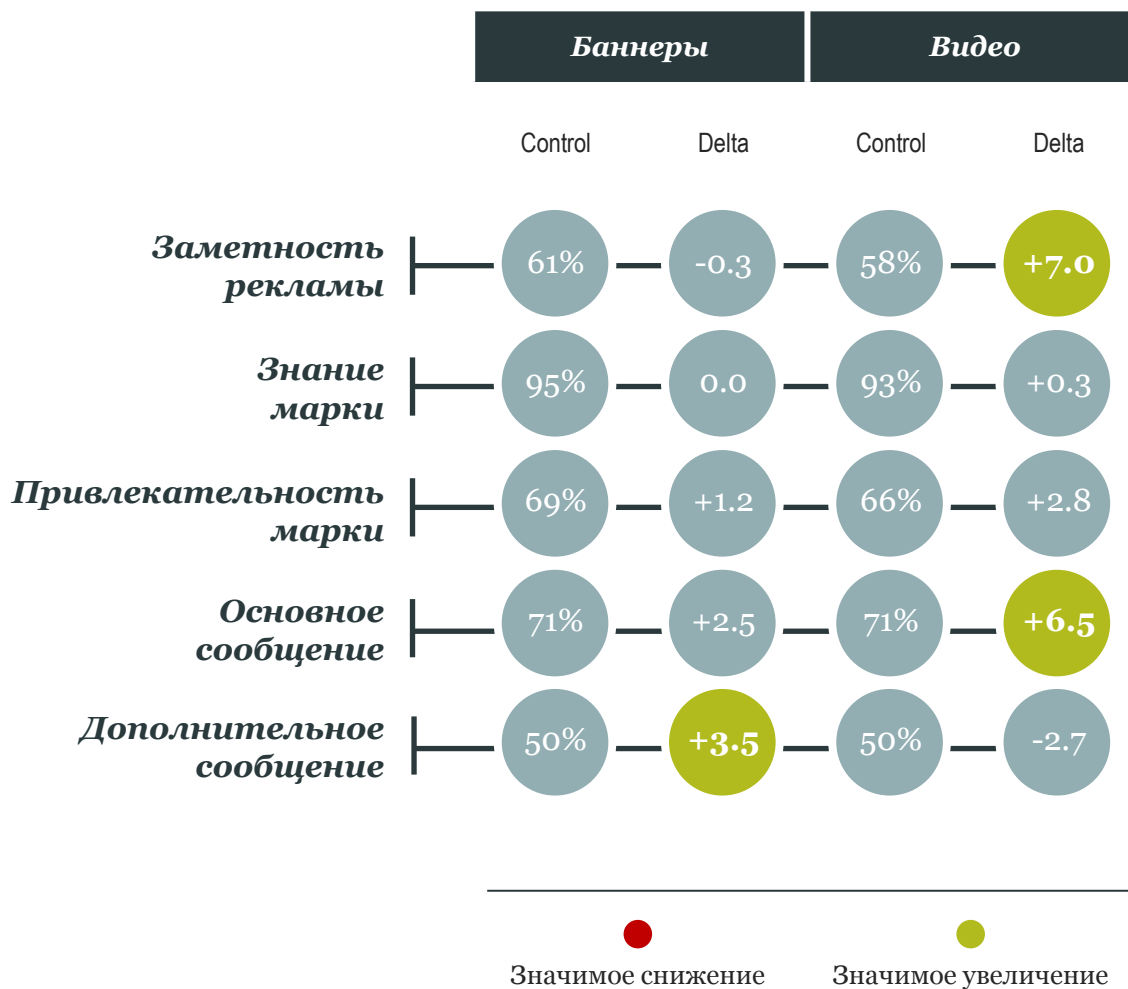 Баннеры Видео
Control Delta Control Delta
Заметность
рекламы
61% -0.3 58% +7.0
Знание
марки
95% 0.0 93% +0.3
Привлекательность
марки
69% +1.2 66% +2.8
Основное
сообщение
71% +2.5 71% +6.5
Дополнительное
сообщение
50% +3.5 50% -2.7
Значимое снижение Значимое увеличение